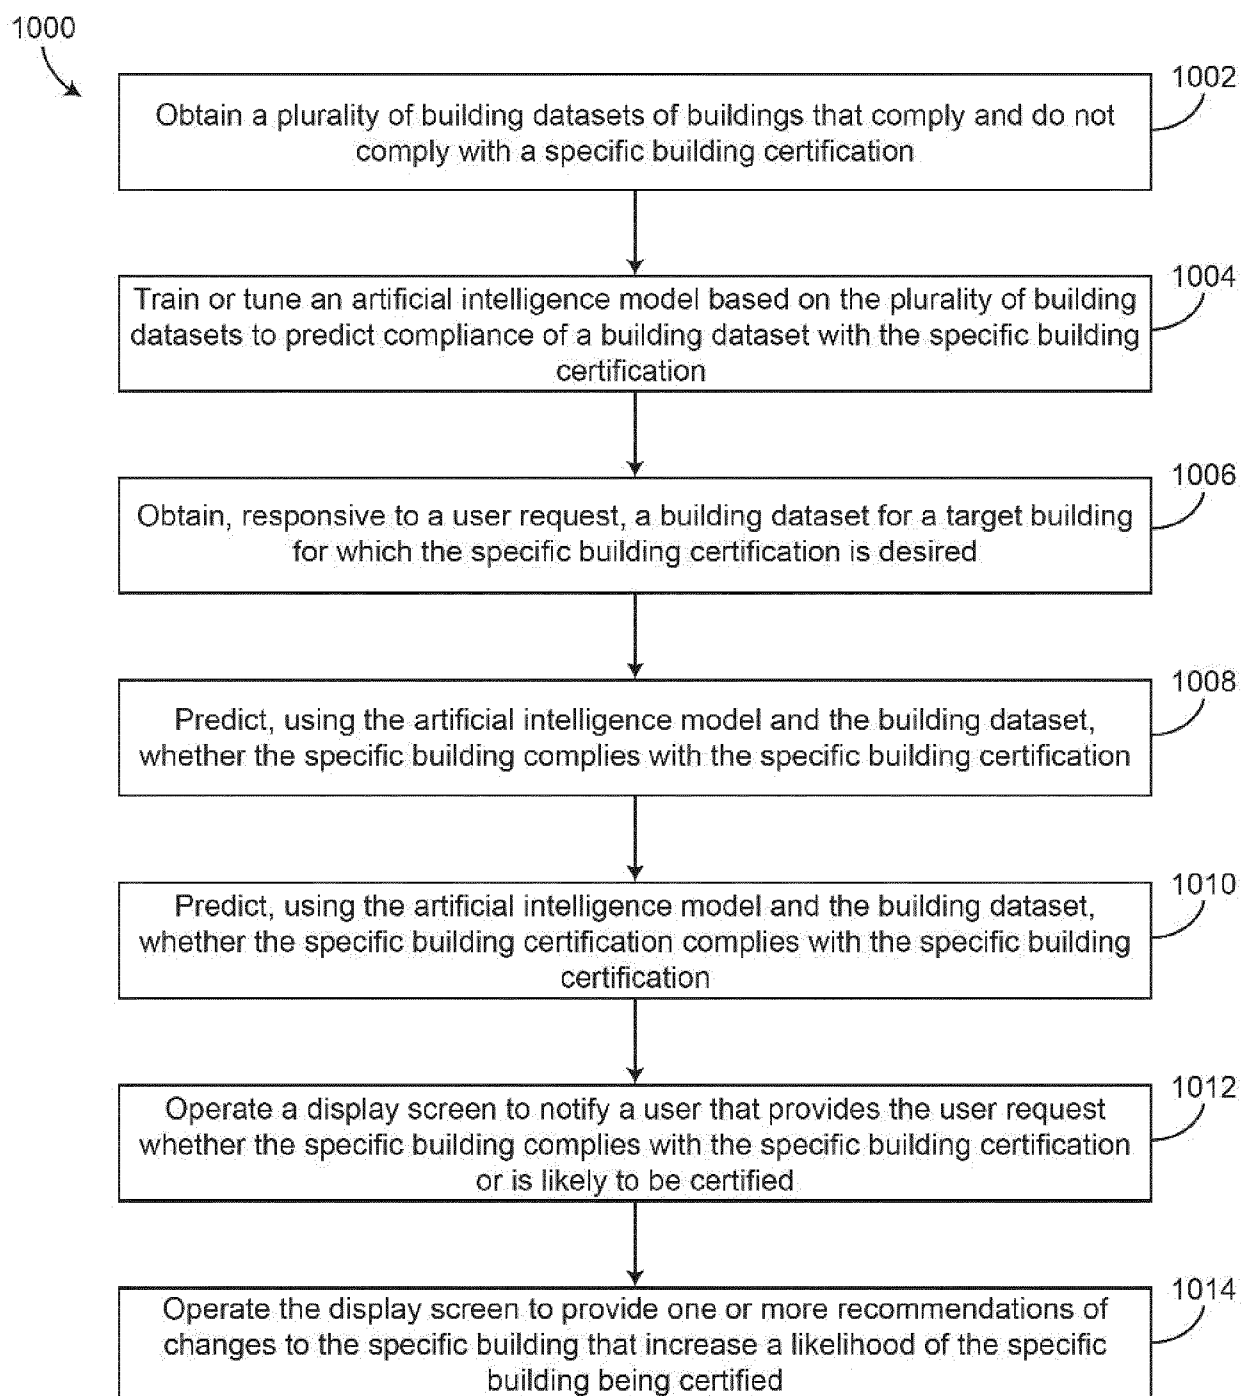 1000
1002
Obtain a plurality of building datasets of buildings that comply and do not
comply with a specific building certification
1004
Train or tune an artificial intelligence model based on the plurality of building
datasets to predict compliance of a building dataset with the specific building
certification
1006
Obtain, responsive to a user request, a building dataset for a target building
for which the specific building certification is desired
1008
Predict, using the artificial intelligence model and the building dataset,
whether the specific building complies with the specific building certification
1010
Predict, using the artificial intelligence model and the building dataset,
whether the specific building certification complies with the specific building
certification
1012
Operate a display screen to notify a user that provides the user request
whether the specific building complies with the specific building certification
or is likely to be certified
1014
Operate the display screen to provide one or more recommendations of
changes to the specific building that increase a likelihood of the specific
building being certified